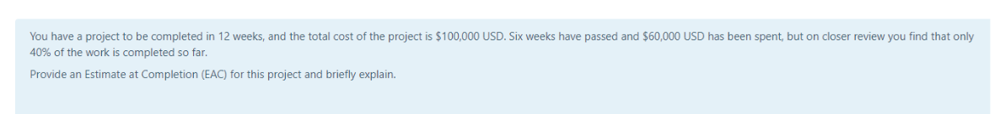 You have a project to be completed in 12 weeks, and the total cost of the project is $100,000 USD. Six weeks have passed and $60,000 USD has been spent, but on closer review you find that only
40% of the work is completed so far.
Provide an Estimate at Completion (EAC) for this project and briefly explain.